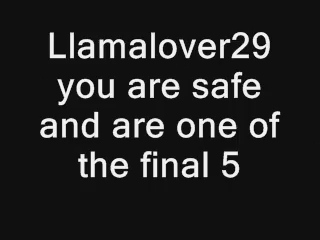 Llamalover29
you are safe
and are one of
the final 5